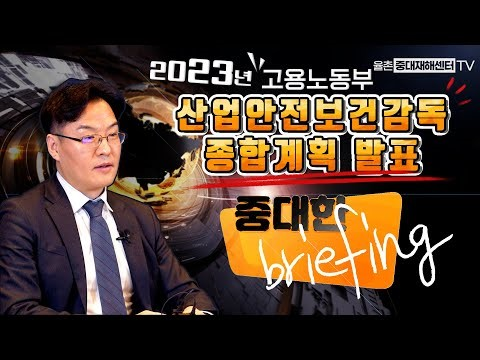 율촌 중대재해센터 TV
2023년 고용노동부
산업안전보건감독
종합계획 발표
중대한
briefing